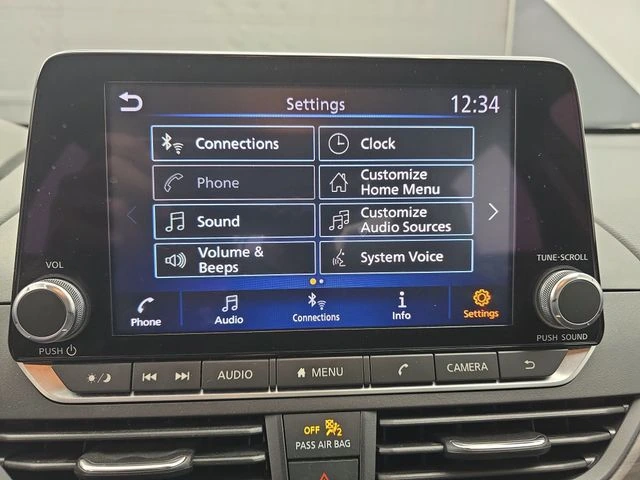 Settings 12:34
Connections Clock
Phone Customize
Home Menu
Sound Customize
Audio Sources
Volume &
Beeps System Voice
Phone Audio Connections Info Settings
VOL TUNE·SCROLL
PUSH PUSH SOUND
AUDIO MENU CAMERA
OFF 2
PASS AIR BAG